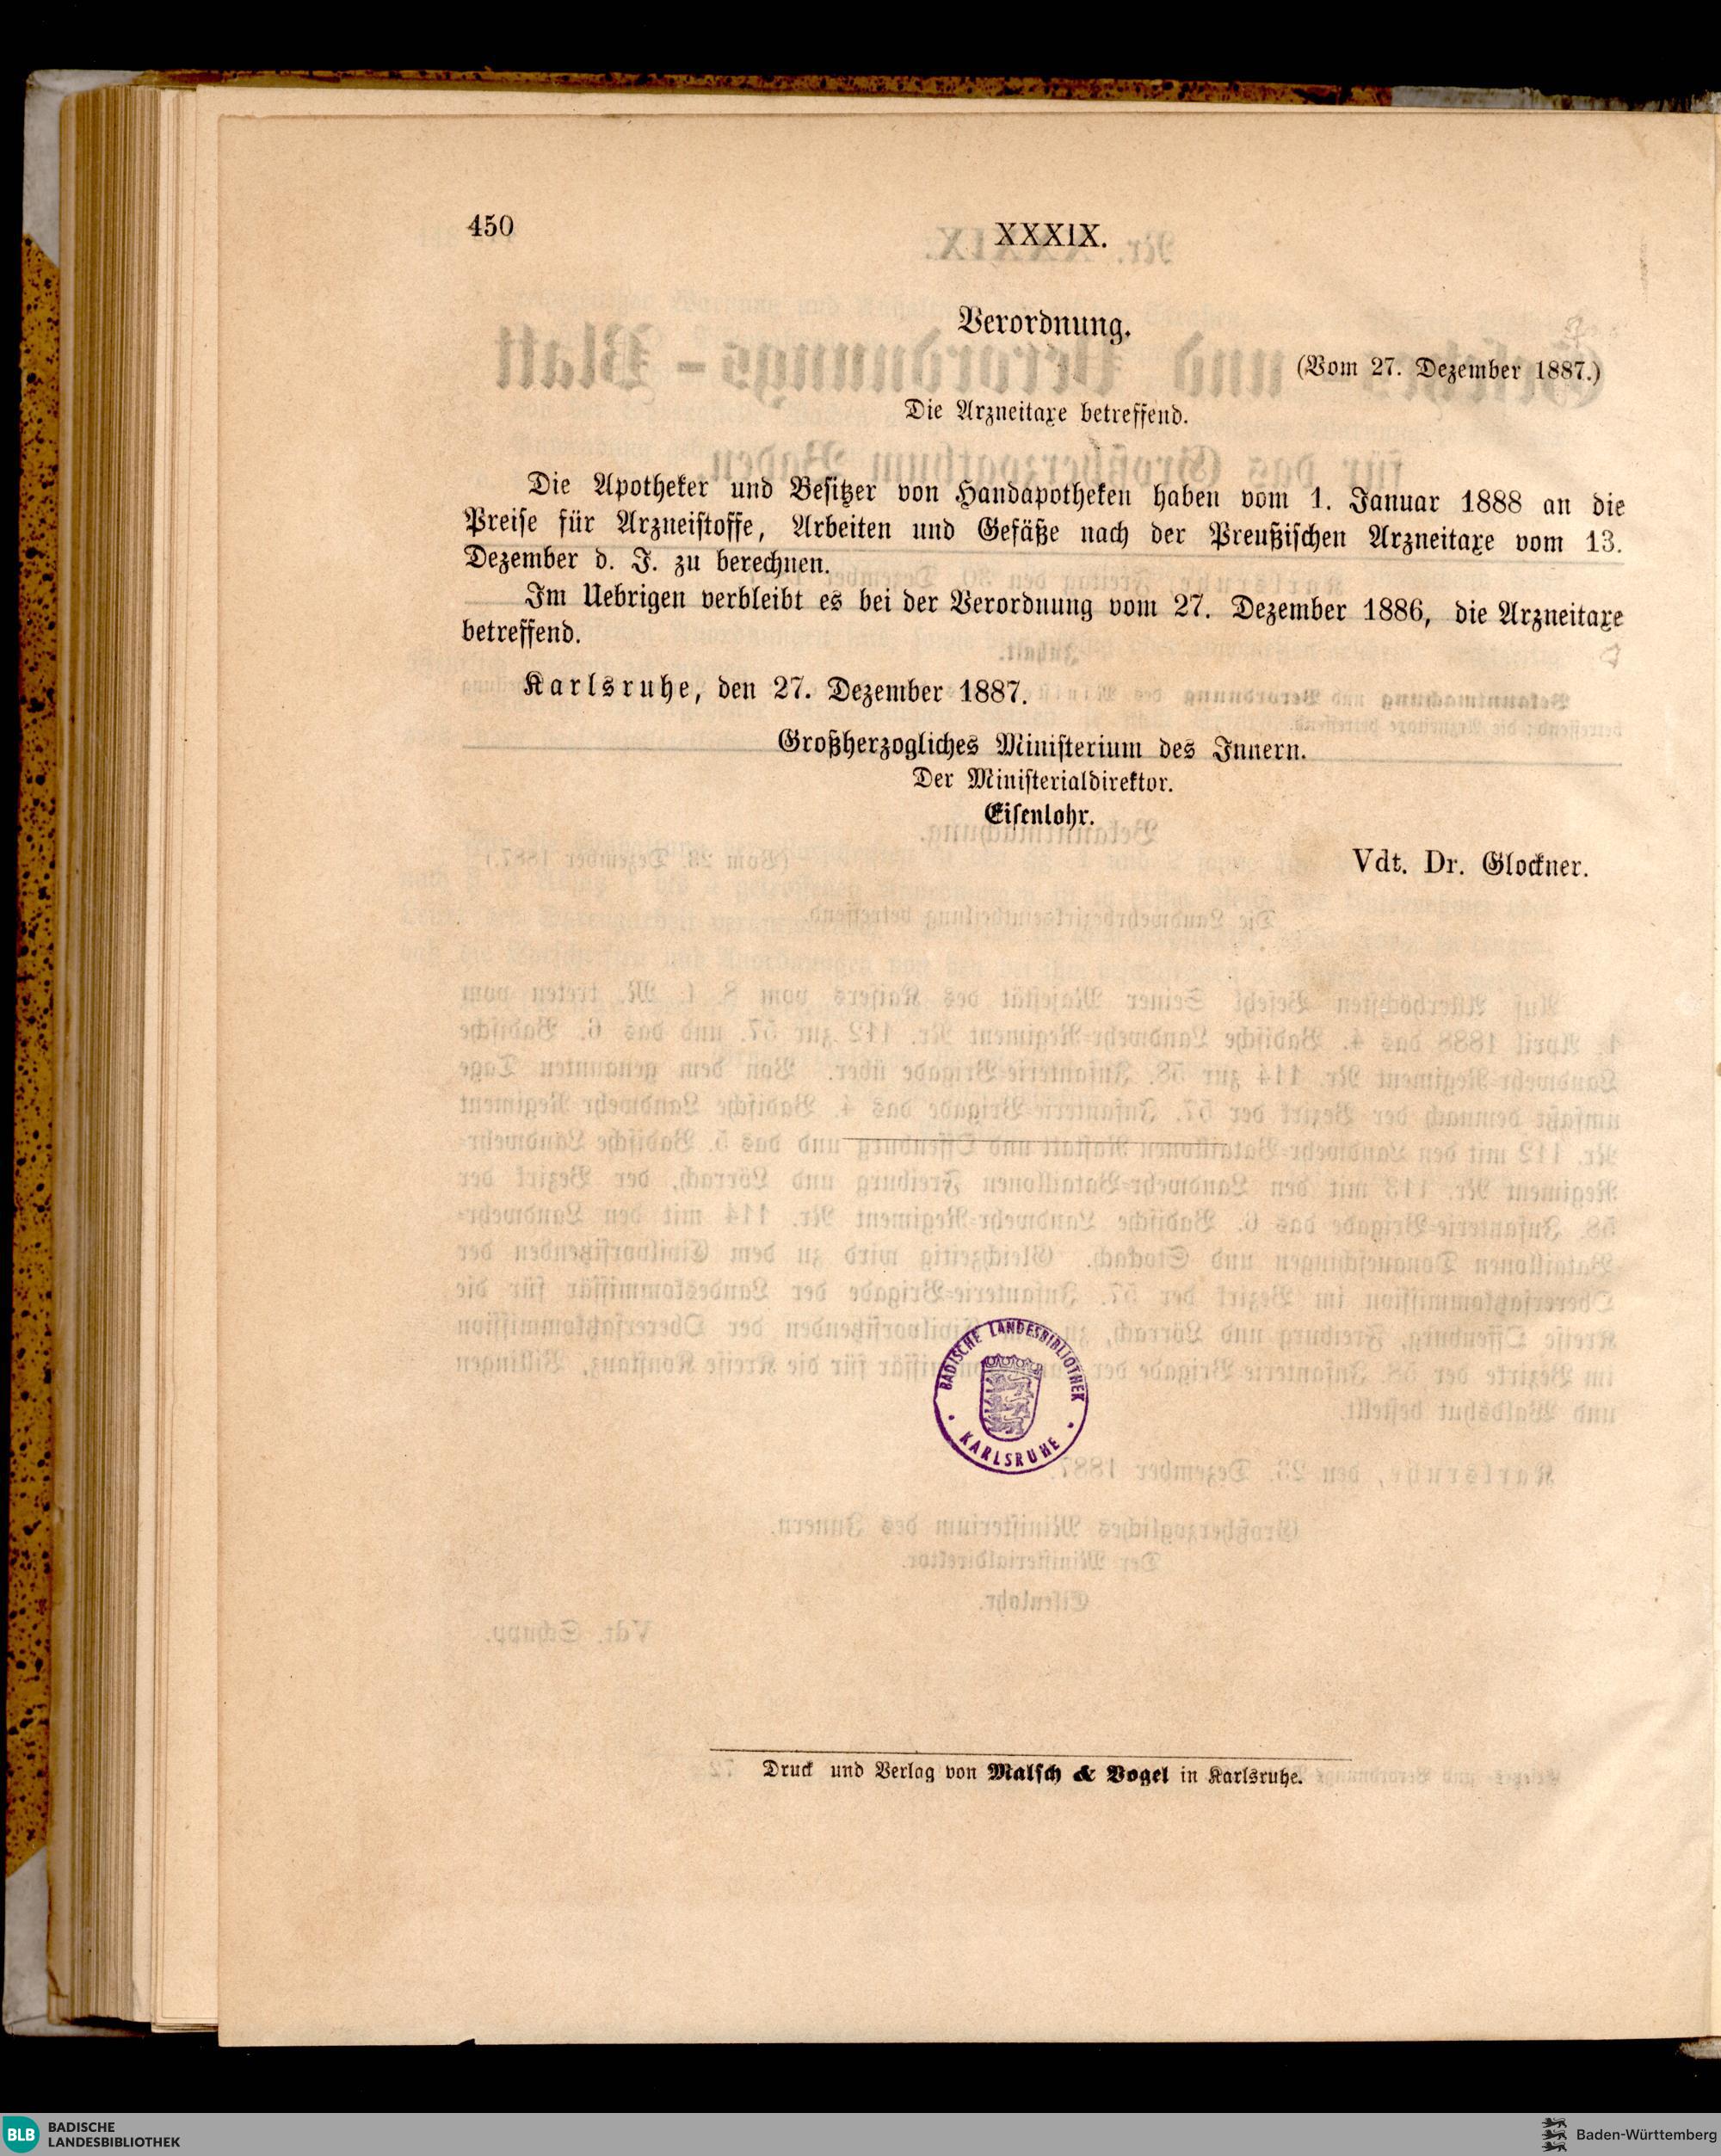 450
XXXIX.
Verordnung.
(Vom 27. Dezember 1887.)
Die Arzneitaxe betreffend.
Die Apotheker und Besitzer von Handapotheken haben vom 1. Januar 1888 an die
Preise für Arzneistoffe, Arbeiten und Gefäße nach der Preußischen Arzneitaxe vom 13.
Dezember d. J. zu berechnen.
Im Uebrigen verbleibt es bei der Verordnung vom 27. Dezember 1886, die Arzneitaxe
betreffend.
Karlsruhe, den 27. Dezember 1887.
Großherzogliches Ministerium des Innern.
Der Ministerialdirektor.
Eisenlohr.
Vdt. Dr. Glockner.
BADISCHE LANDESBIBLIOTHEK
• KARLSRUHE •
Druck und Verlag von Malsch & Vogel in Karlsruhe.
BLB BADISCHE
LANDESBIBLIOTHEK
Baden-Württemberg